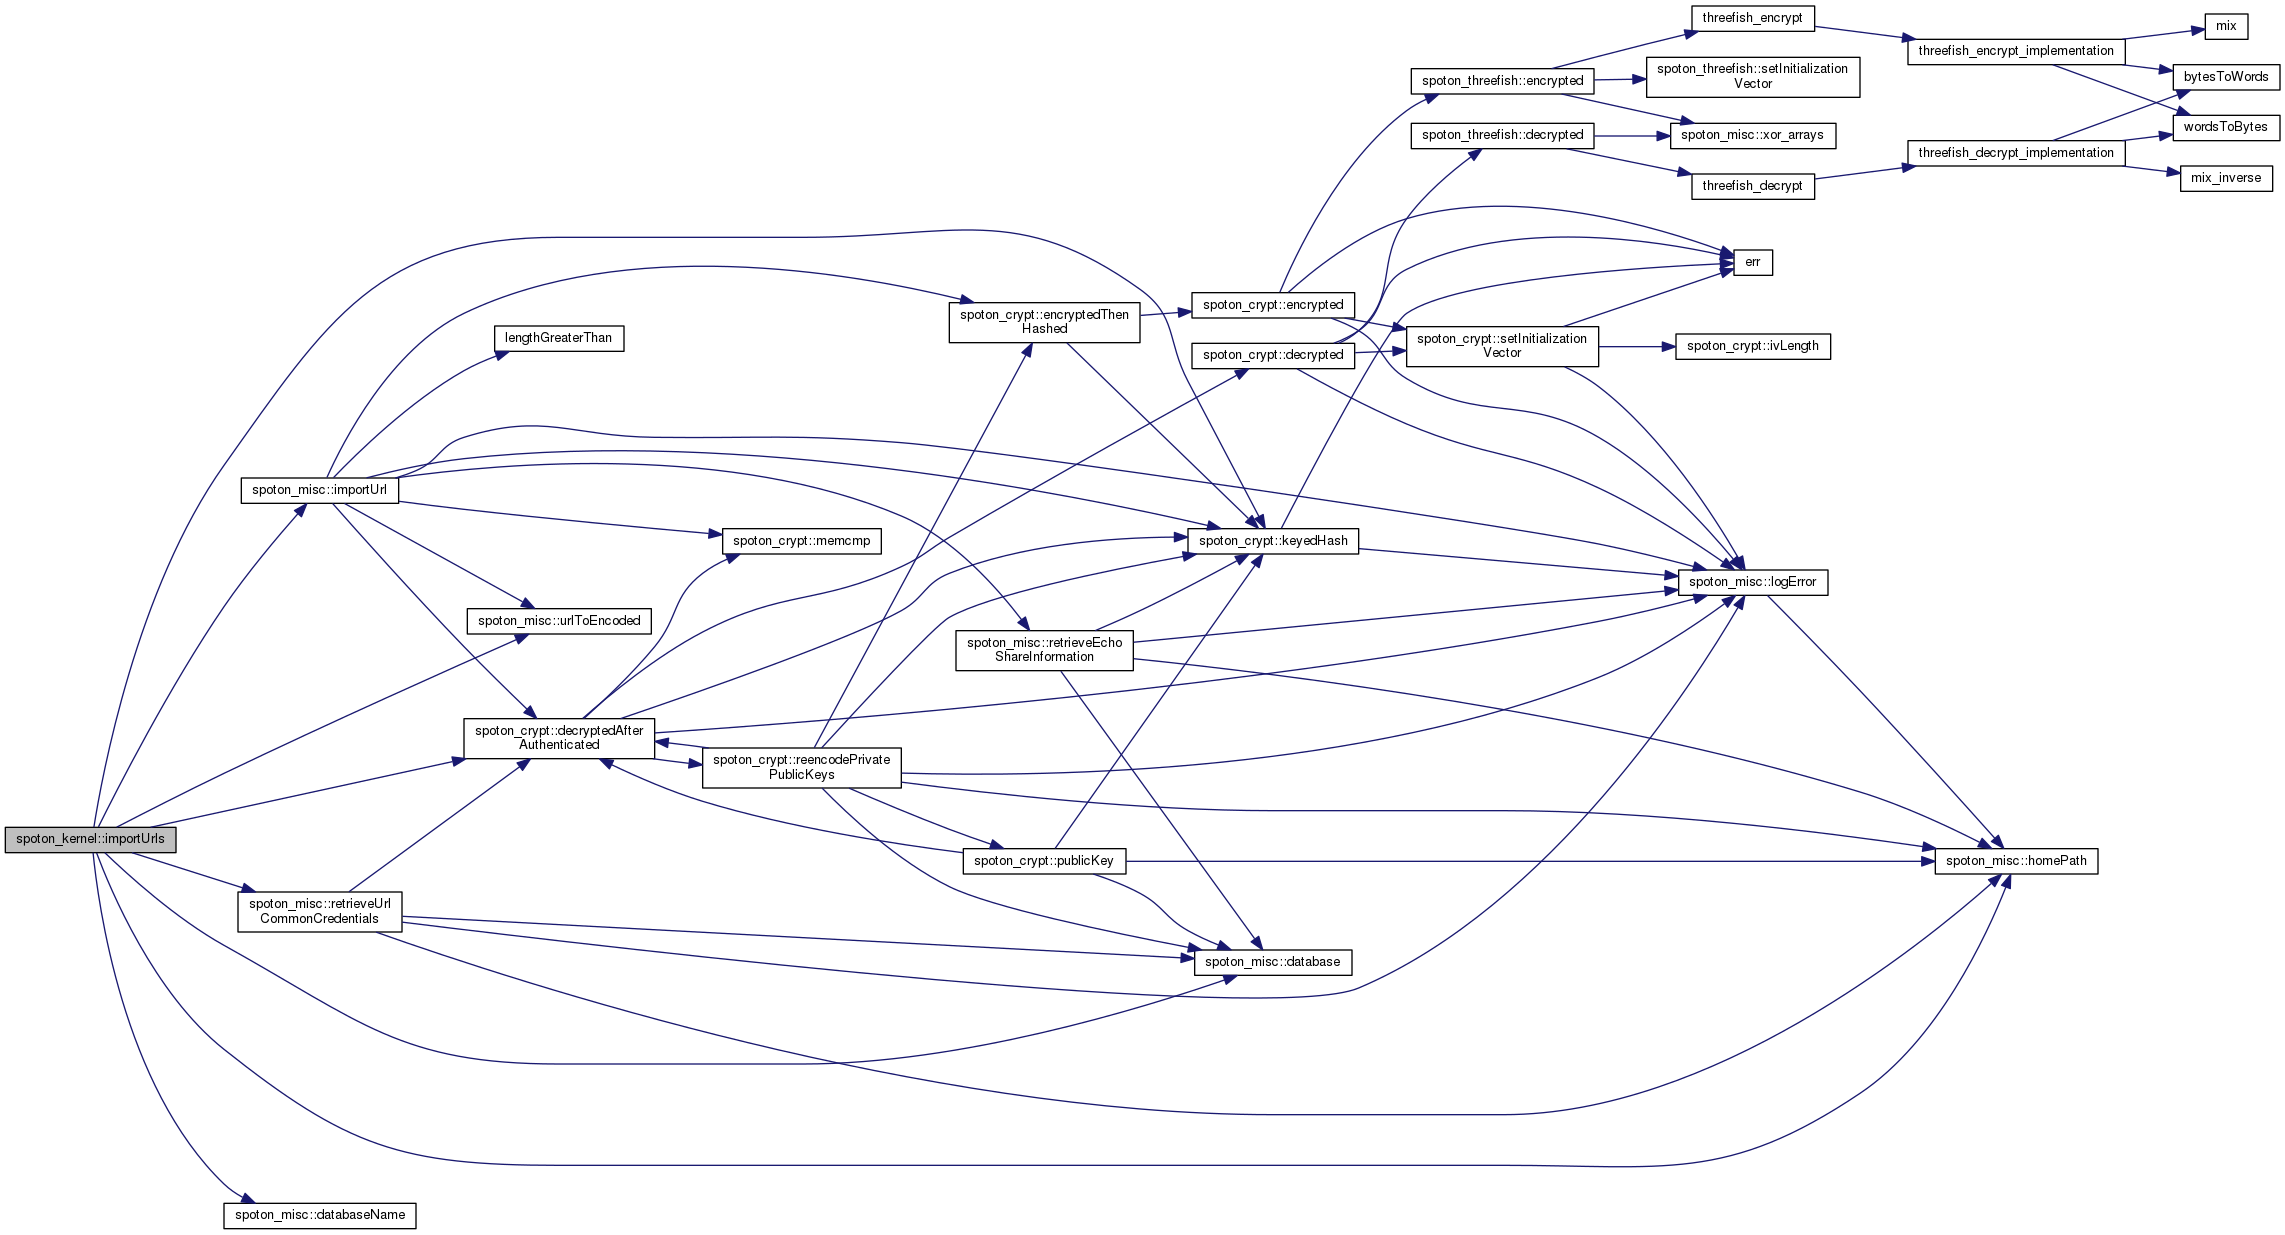 threefish_encrypt
mix
threefish_encrypt_implementation
spoton_threefish::encrypted
spoton_threefish::setInitialization
Vector
bytesToWords
spoton_threefish::decrypted
spoton_misc::xor_arrays
wordsToBytes
threefish_decrypt_implementation
threefish_decrypt
mix_inverse
err
spoton_crypt::encrypted
spoton_crypt::encryptedThen
Hashed
lengthGreaterThan
spoton_crypt::decrypted
spoton_crypt::setInitialization
Vector
spoton_crypt::ivLength
spoton_misc::importUrl
spoton_crypt::memcmp
spoton_crypt::keyedHash
spoton_misc::logError
spoton_misc::urlToEncoded
spoton_misc::retrieveEcho
ShareInformation
spoton_crypt::decryptedAfter
Authenticated
spoton_crypt::reencodePrivate
PublicKeys
spoton_kernel::importUrls
spoton_crypt::publicKey
spoton_misc::homePath
spoton_misc::retrieveUrl
CommonCredentials
spoton_misc::database
spoton_misc::databaseName